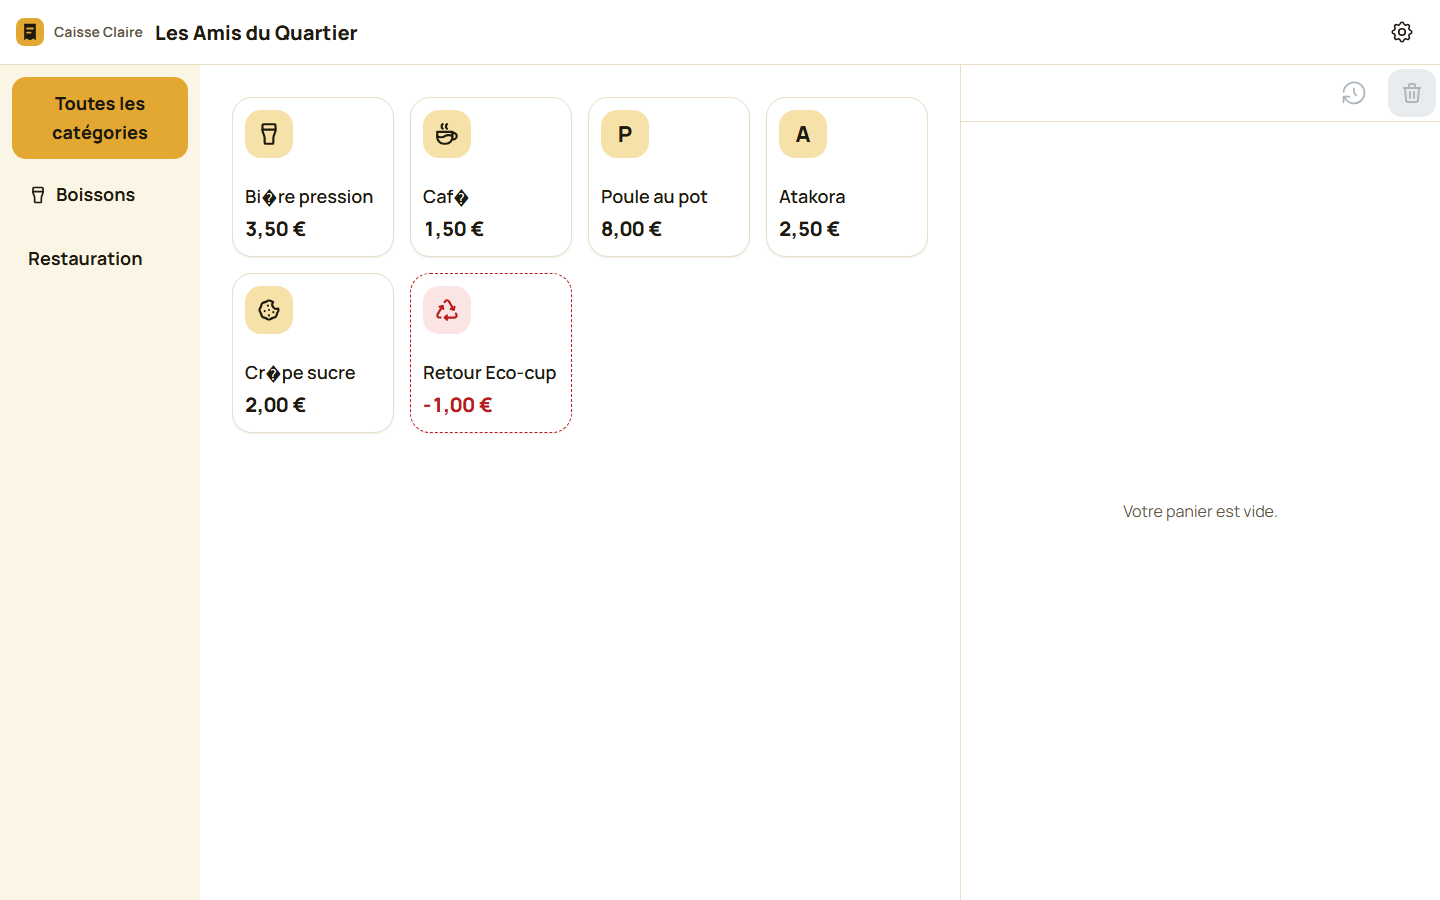 Caisse Claire Les Amis du Quartier
Toutes les
catégories
Boissons
Restauration
Bi�re pression
3,50 €
Caf�
1,50 €
P
Poule au pot
8,00 €
A
Atakora
2,50 €
Cr�pe sucre
2,00 €
Retour Eco-cup
-1,00 €
Votre panier est vide.